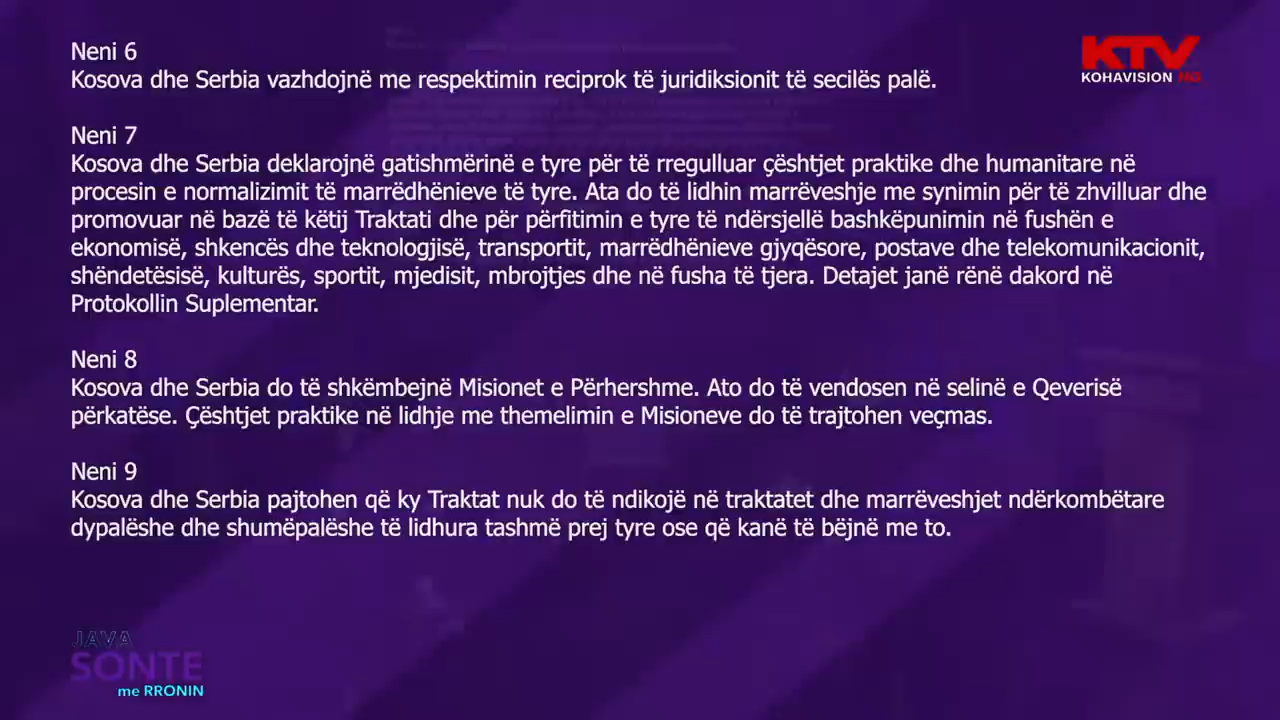 Neni 6
Kosova dhe Serbia vazhdojnë me respektimin reciprok të juridiksionit të secilës palë.
KTV
KOHAVISION HD
Neni 7
Kosova dhe Serbia deklarojnë gatishmërinë e tyre për të rregulluar çështjet praktike dhe humanitare në
procesin e normalizimit të marrëdhënieve të tyre. Ata do të lidhin marrëveshje me synimin për të zhvilluar dhe
promovuar në bazë të këtij Traktati dhe për përfitimin e tyre të ndërsjellë bashkëpunimin në fushën e
ekonomisë, shkencës dhe teknologjisë, transportit, marrëdhënieve gjyqësore, postave dhe telekomunikacionit,
shëndetësisë, kulturës, sportit, mjedisit, mbrojtjes dhe në fusha të tjera. Detajet janë rënë dakord në
Protokollin Suplementar.
Neni 8
Kosova dhe Serbia do të shkëmbejnë Misionet e Përhershme. Ato do të vendosen në selinë e Qeverisë
përkatëse. Çështjet praktike në lidhje me themelimin e Misioneve do të trajtohen veçmas.
Neni 9
Kosova dhe Serbia pajtohen që ky Traktat nuk do të ndikojë në traktatet dhe marrëveshjet ndërkombëtare
dypalëshe dhe shumëpalëshe të lidhura tashmë prej tyre ose që kanë të bëjnë me to.
JAVA
SONTE
me RRONIN